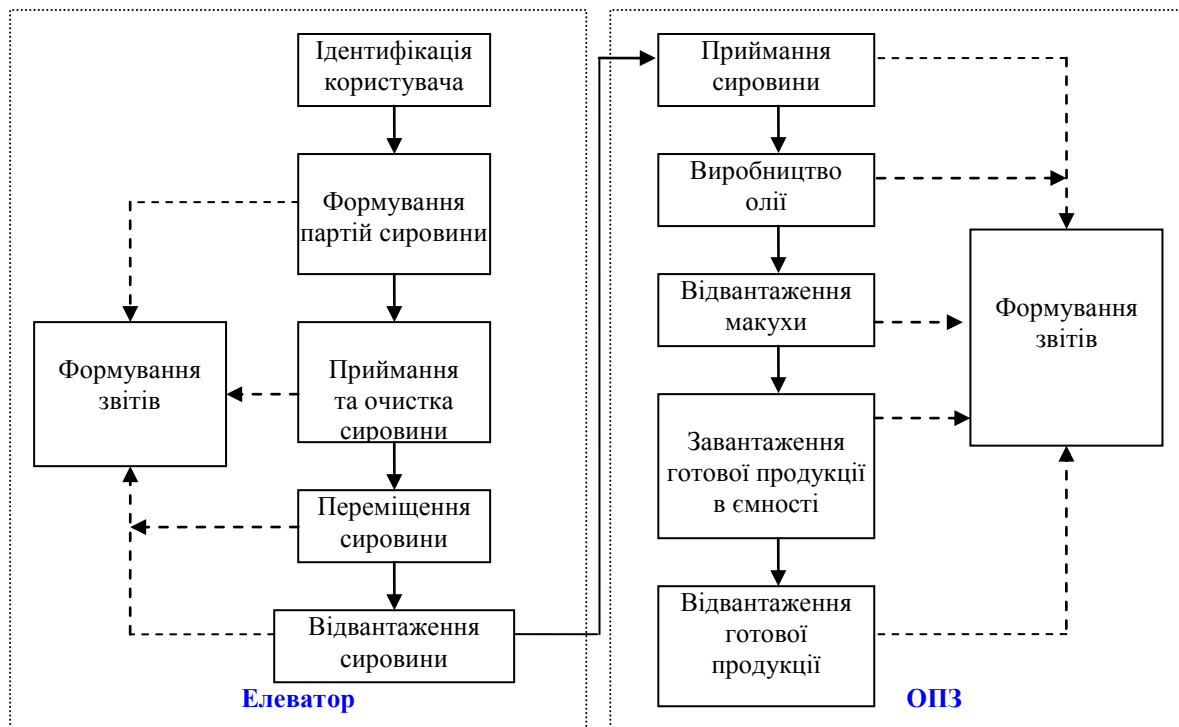 Ідентифікація
користувача
Формування
партій сировини
Формування
звітів
Приймання
та очистка
сировини
Переміщення
сировини
Відвантаження
сировини
Елеватор
Приймання
сировини
Виробництво
олії
Відвантаження
макухи
Формування
звітів
Завантаження
готової продукції
в ємності
Відвантаження
готової
продукції
ОПЗ